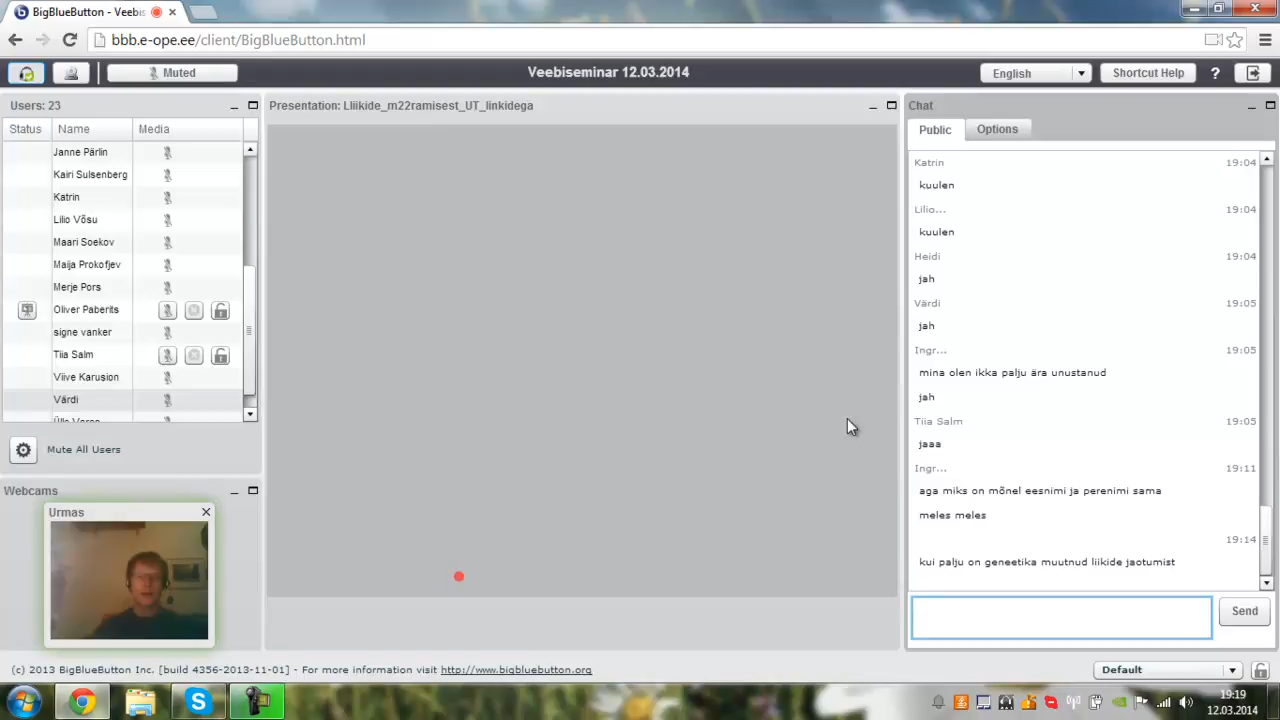 BigBlueButton - Veebis
bbb.e-ope.ee/client/BigBlueButton.html
Muted
Veebiseminar 12.03.2014
English
Shortcut Help
?
Users: 23
Status Name Media
Janne Pärlin
Kairi Sulsenberg
Katrin
Lilio Võsu
Maari Soekov
Maija Prokofjev
Merje Pors
Oliver Paberits
signe vanker
Tiia Salm
Viive Karusion
Värdi
Mute All Users
Webcams
Urmas
Presentation: Lliikide_m22ramisest_UT_linkidega
Chat
Public Options
Katrin 19:04
kuulen
Lilio... 19:04
kuulen
Heidi 19:04
jah
Värdi 19:05
jah
Ingr... 19:05
mina olen ikka palju ära unustanud
jah
Tiia Salm 19:05
jaaa
Ingr... 19:11
aga miks on mõnel eesnimi ja perenimi sama
meles meles
19:14
kui palju on geneetika muutnud liikide jaotumist
Send
(c) 2013 BigBlueButton Inc. [build 4356-2013-11-01] - For more information visit http://www.bigbluebutton.org
Default
19:19
12.03.2014